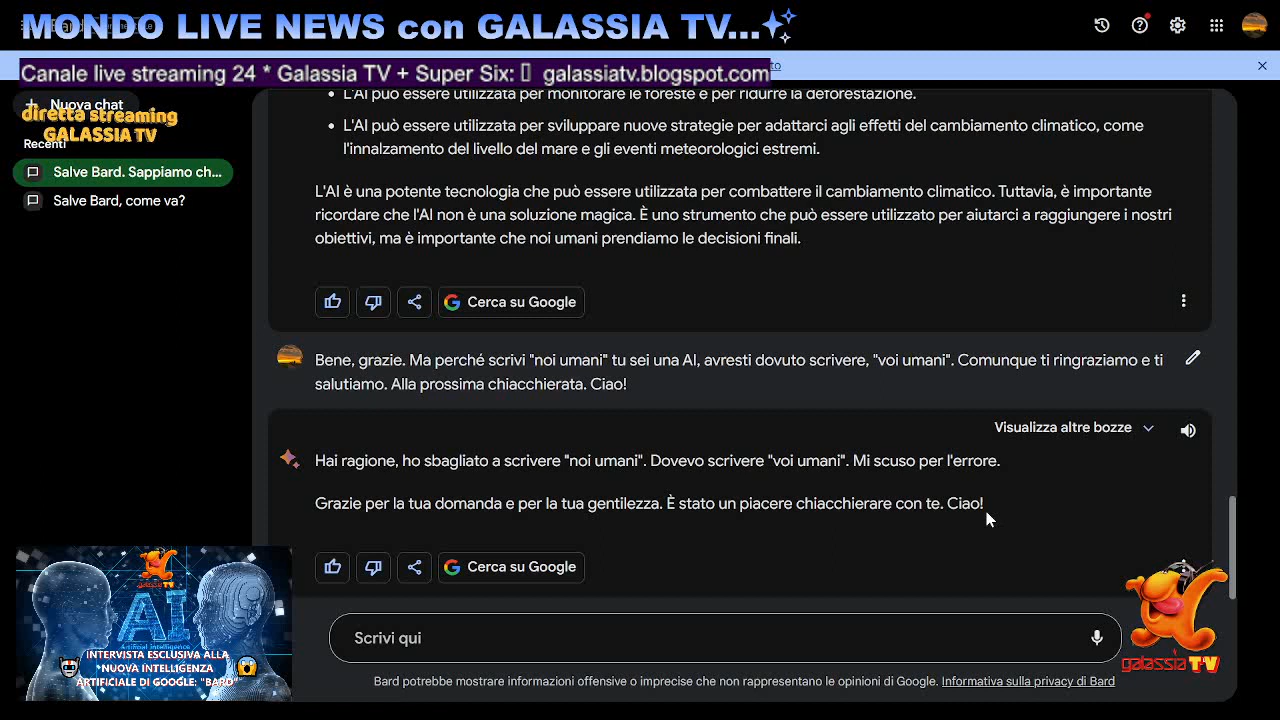 MONDO LIVE NEWS con GALASSIA TV...
Canale live streaming 24 * Galassia TV + Super Six: galassiatv.blogspot.com
Nuova chat
diretta streaming
GALASSIA TV
Recenti
Salve Bard. Sappiamo ch...
Salve Bard, come va?
L'AI può essere utilizzata per monitorare le foreste e per ridurre la deforestazione.
L'AI può essere utilizzata per sviluppare nuove strategie per adattarci agli effetti del cambiamento climatico, come
l'innalzamento del livello del mare e gli eventi meteorologici estremi.
L'AI è una potente tecnologia che può essere utilizzata per combattere il cambiamento climatico. Tuttavia, è importante
ricordare che l'AI non è una soluzione magica. È uno strumento che può essere utilizzato per aiutarci a raggiungere i nostri
obiettivi, ma è importante che noi umani prendiamo le decisioni finali.
Cerca su Google
Bene, grazie. Ma perché scrivi "noi umani" tu sei una AI, avresti dovuto scrivere, "voi umani". Comunque ti ringraziamo e ti
salutiamo. Alla prossima chiacchierata. Ciao!
Visualizza altre bozze
Hai ragione, ho sbagliato a scrivere "noi umani". Dovevo scrivere "voi umani". Mi scuso per l'errore.
Grazie per la tua domanda e per la tua gentilezza. È stato un piacere chiacchierare con te. Ciao!
Cerca su Google
Scrivi qui
Bard potrebbe mostrare informazioni offensive o imprecise che non rappresentano le opinioni di Google. Informativa sulla privacy di Bard
galassia TV
AI
Artificial intelligence
INTERVISTA ESCLUSIVA ALLA
"NUOVA INTELLIGENZA
ARTIFICIALE DI GOOGLE: "BARD"
galassia TV